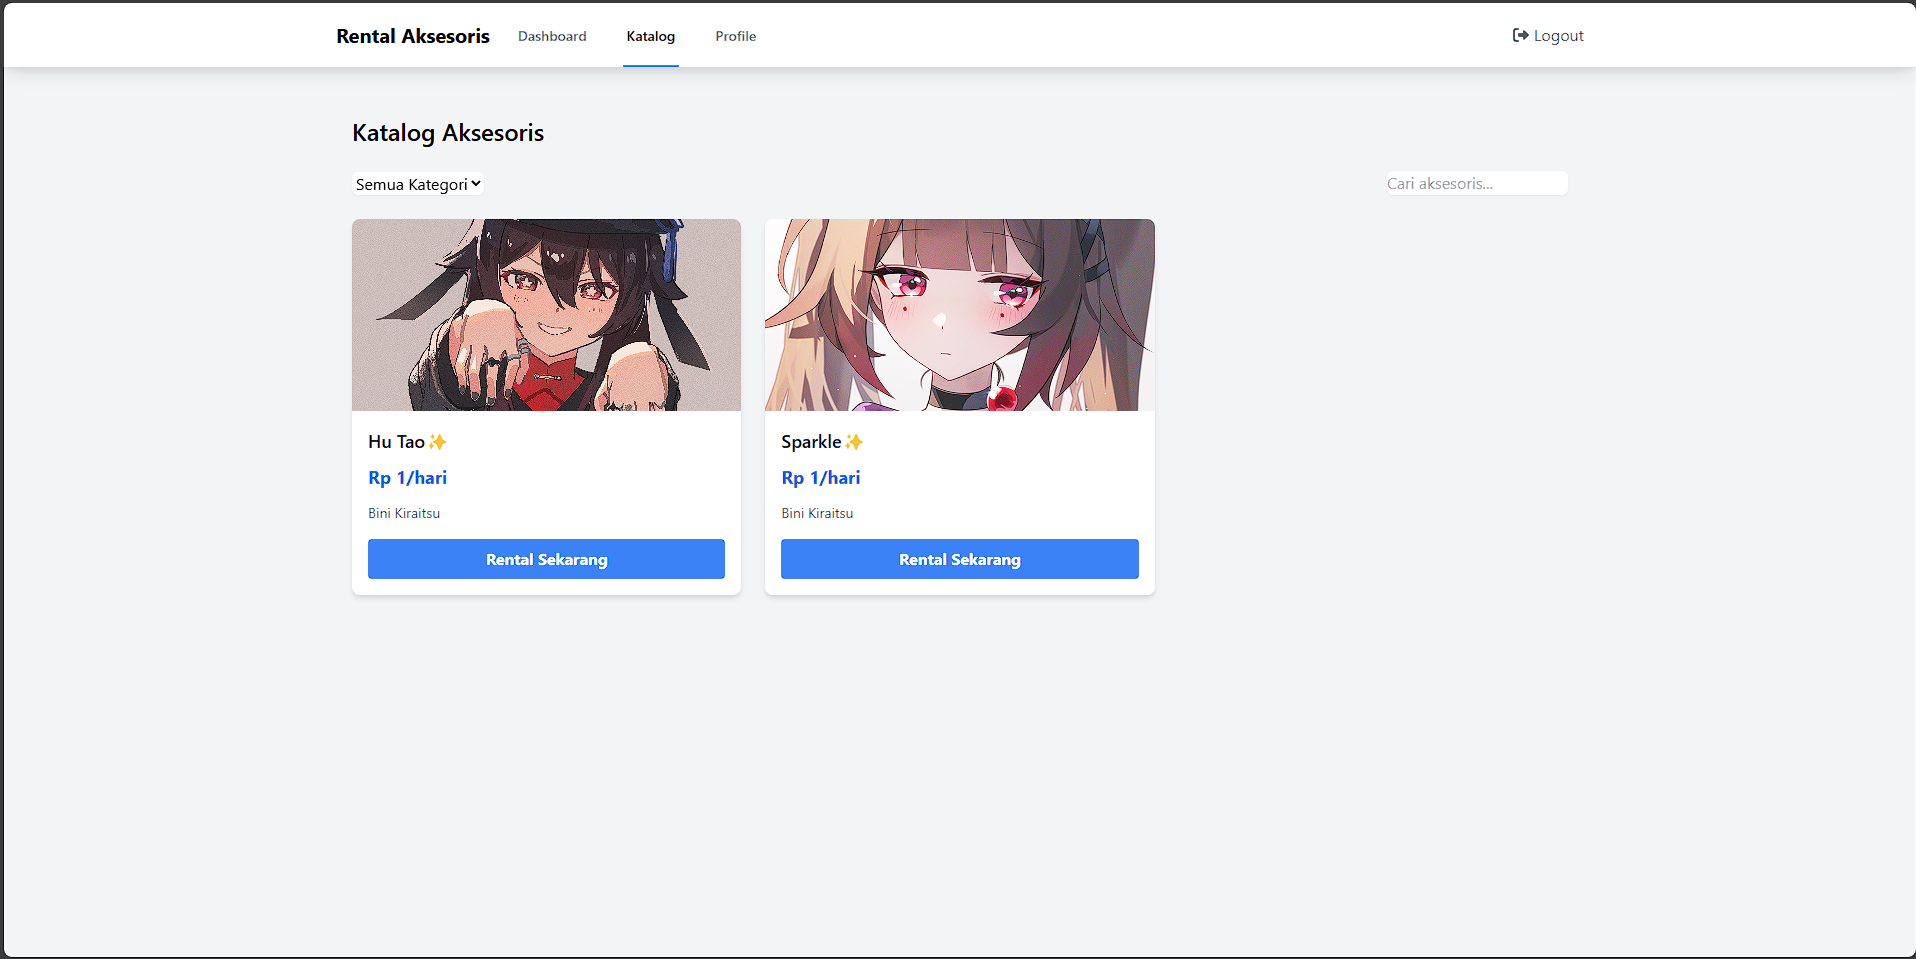 Rental Aksesoris
Dashboard
Katalog
Profile
Logout
Katalog Aksesoris
Semua Kategori
Cari aksesoris...
Hu Tao✨
Rp 1/hari
Bini Kiraitsu
Rental Sekarang
Sparkle✨
Rp 1/hari
Bini Kiraitsu
Rental Sekarang